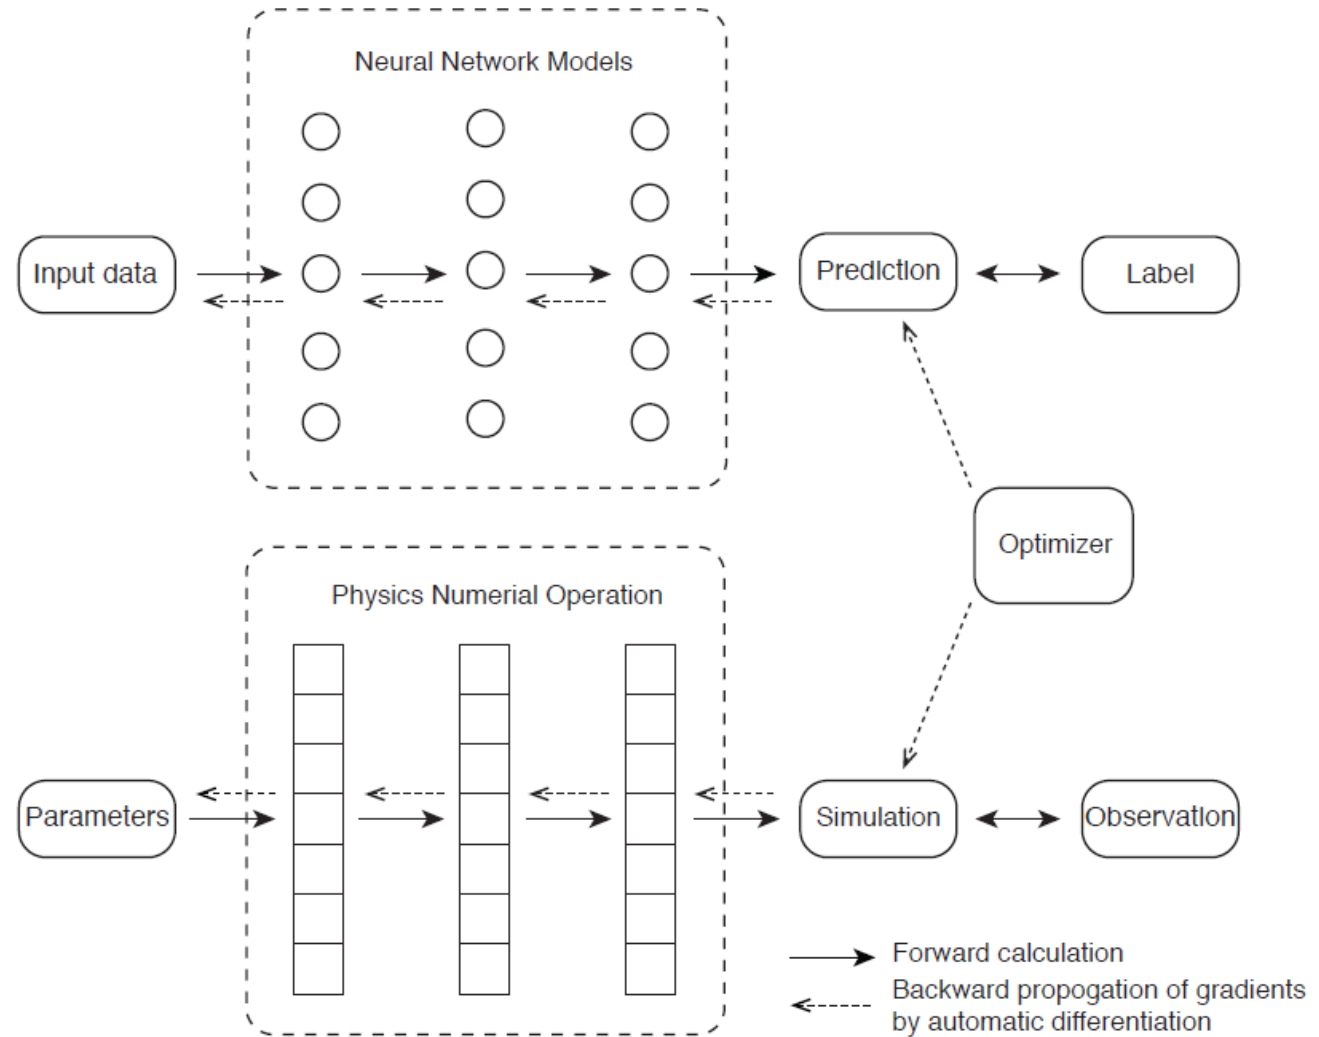 Neural Network Models
Input data
Prediction
Label
Optimizer
Physics Numerial Operation
Parameters
Simulation
Observation
Forward calculation
Backward propogation of gradients
by automatic differentiation